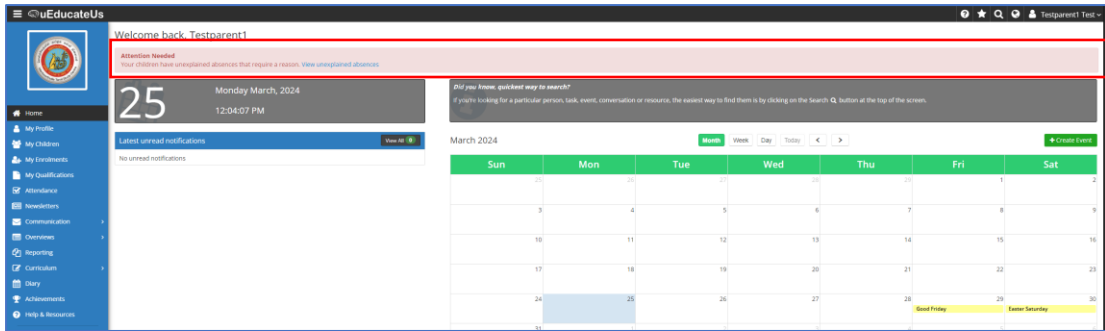 uEducateUs
Testparent1 Test
Welcome back, Testparent1
Attention Needed
Your children have unexplained absences that require a reason. View unexplained absences
25
Monday March, 2024
12:04:07 PM
Did you know, quickest way to search?
If you're looking for a particular person, task, event, conversation or resource, the easiest way to find them is by clicking on the Search button at the top of the screen.
Home
My Profile
My Children
My Enrolments
My Qualifications
Attendance
Newsletters
Communication
Overviews
Reporting
Curriculum
Diary
Achievements
Help & Resources
Latest unread notifications
View All 0
No unread notifications
March 2024
Month Week Day Today < >
+ Create Event
Sun Mon Tue Wed Thu Fri Sat
25 26 27 28 29 1 2
3 4 5 6 7 8 9
10 11 12 13 14 15 16
17 18 19 20 21 22 23
24 25 26 27 28 29 30
Good Friday Easter Saturday
31